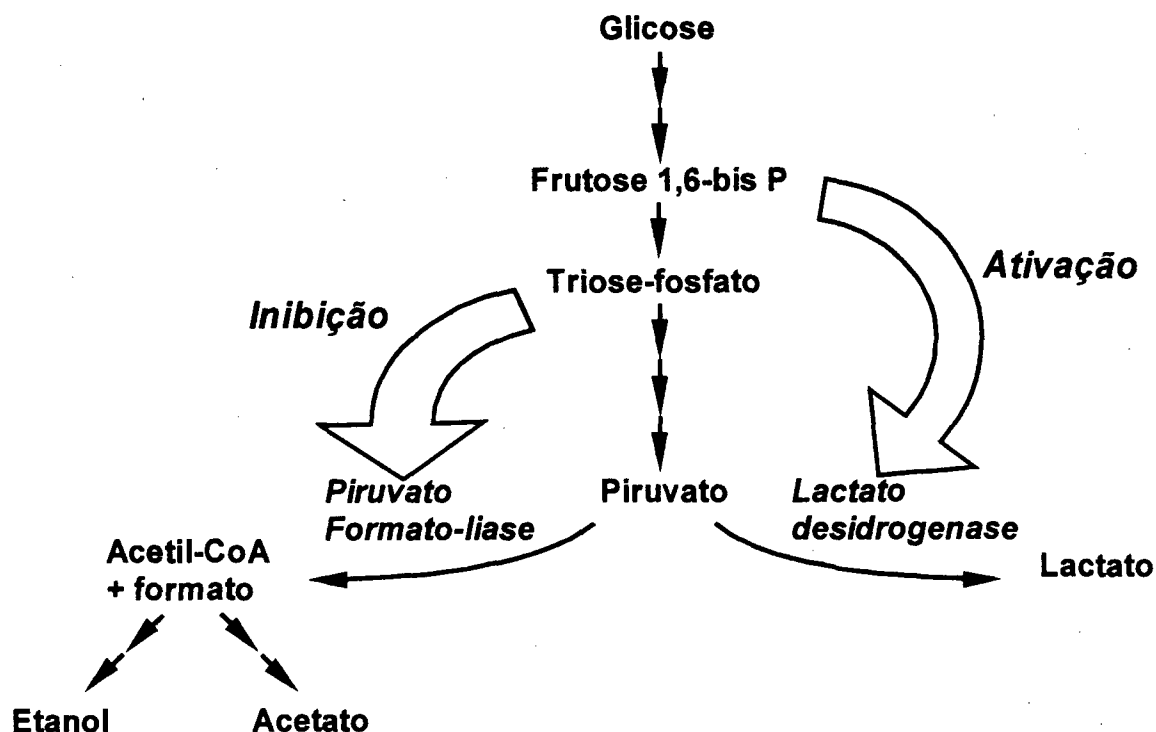 Glicose
Frutose 1,6-bis P
Ativação
Triose-fosfato
Inibição
Piruvato
Formato-liase
Piruvato
Lactato
desidrogenase
Acetil-CoA
+ formato
Lactato
Etanol
Acetato